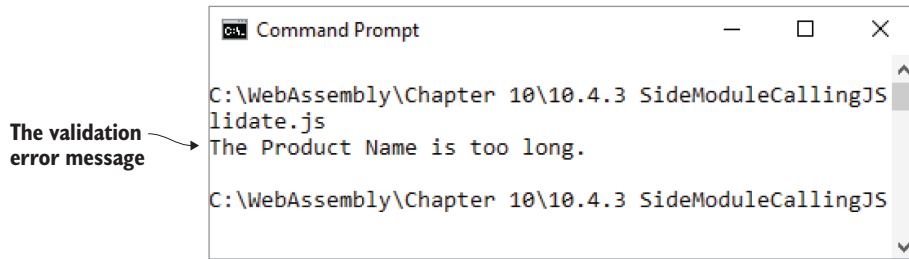 Command Prompt
C:\WebAssembly\Chapter 10\10.4.3 SideModuleCallingJS
lidate.js
The validation
error message
The Product Name is too long.
C:\WebAssembly\Chapter 10\10.4.3 SideModuleCallingJS